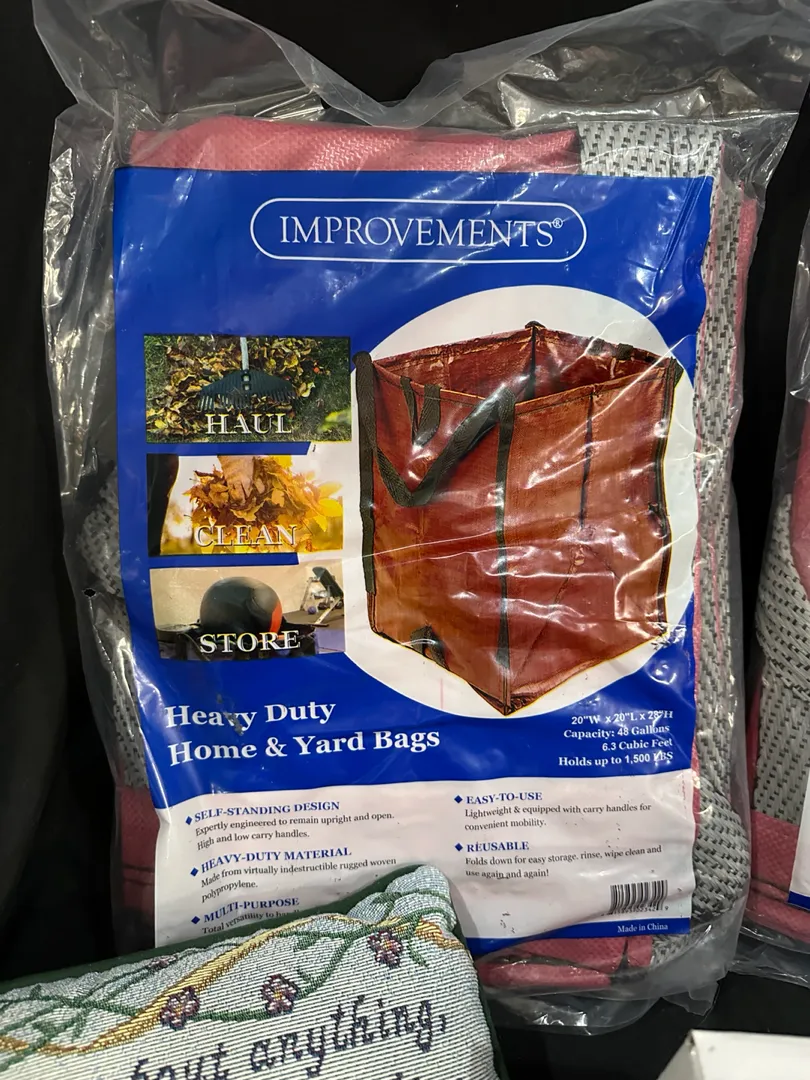 IMPROVEMENTS®
HAUL
CLEAN
STORE
Heavy Duty
Home & Yard Bags
20"W x 20"L x 28"H
Capacity: 48 Gallons
6.3 Cubic Feet
Holds up to 1,500 LBS
◆ SELF-STANDING DESIGN
Expertly engineered to remain upright and open.
High and low carry handles.
◆ HEAVY-DUTY MATERIAL
Made from virtually indestructible rugged woven
polypropylene.
◆ MULTI-PURPOSE
Total versatility to
◆ EASY-TO-USE
Lightweight & equipped with carry handles for
convenient mobility.
◆ REUSABLE
Folds down for easy storage. rinse, wipe clean and
use again and again!
Made in China
anything,